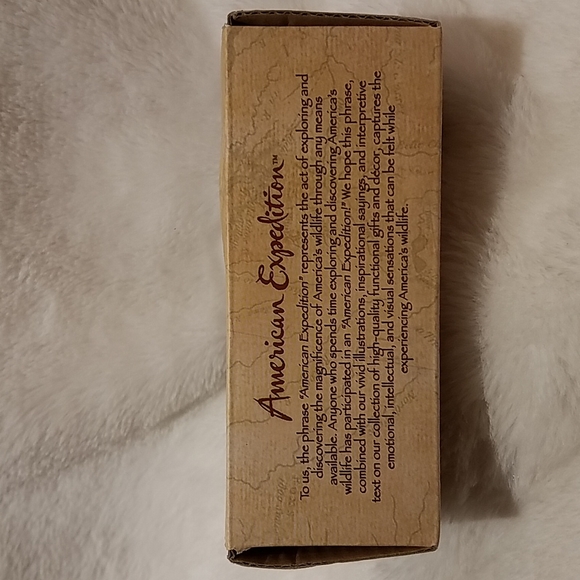 American Expedition™
To us, the phrase "American Expedition" represents the act of exploring and
discovering the magnificence of America's wildlife through any means
available. Anyone who spends time exploring and discovering America's
wildlife has participated in an "American Expedition!" We hope this phrase,
combined with our vivid illustrations, inspirational sayings, and interpretive
text on our collection of high-quality functional gifts and décor, captures the
emotional, intellectual, and visual sensations that can be felt while
experiencing America's wildlife.